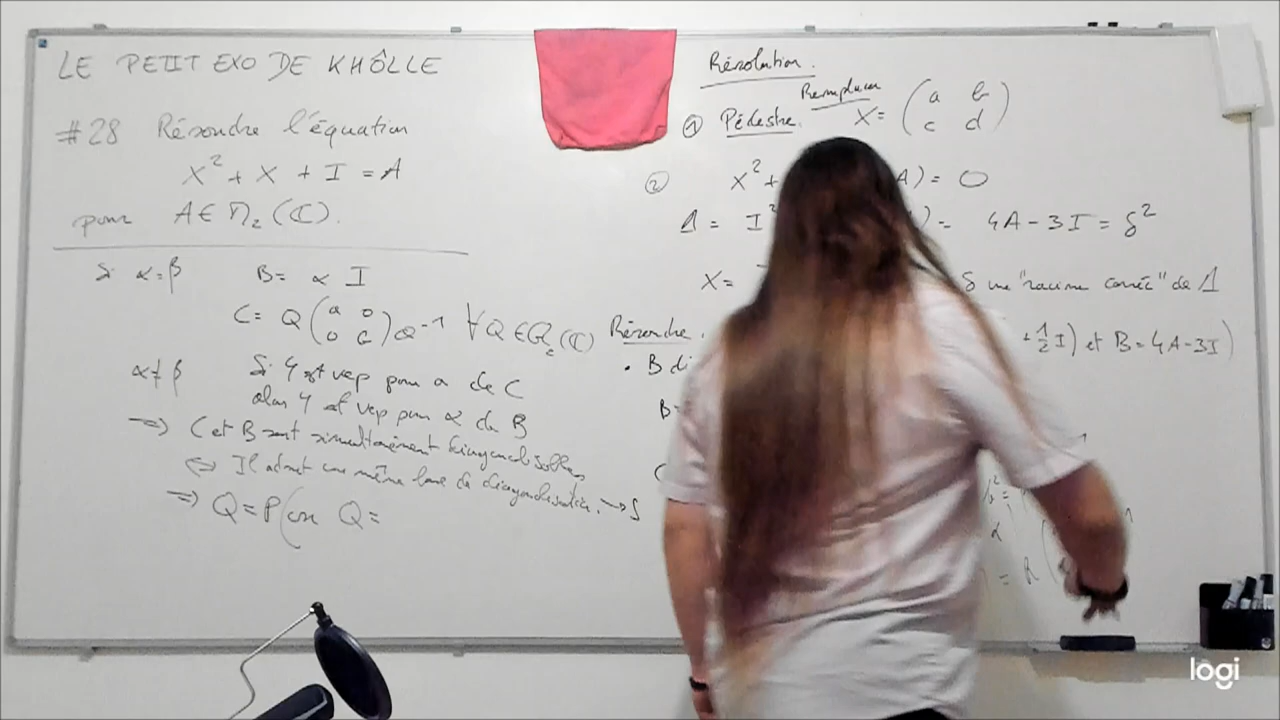 LE PETIT EXO DE KHÔLLE
#28 Résoudre l'équation
X² + X + I = A
pour A ∈ M₂(ℂ).
Si α = β B = α I
C = Q (a 0 / 0 b) Q⁻¹ ∀ Q ∈ (ℂ)
α ≠ β Si Y est vep pour a de C
alors Y est vep pour α de B
=> C et B sont simultanément diagonalisables
<=> Il admet une même base de diagonalisation.
=> Q = P (ou Q =
Résolution.
Remplacer
① Pédestre. X = (a b / c d)
② X² + A) = 0
Δ = I² ) = 4A - 3I = δ²
X = δ une "racine carrée" de Δ
Résoudre + ½ I) et B = 4A - 3I)
. B di
B =
logi